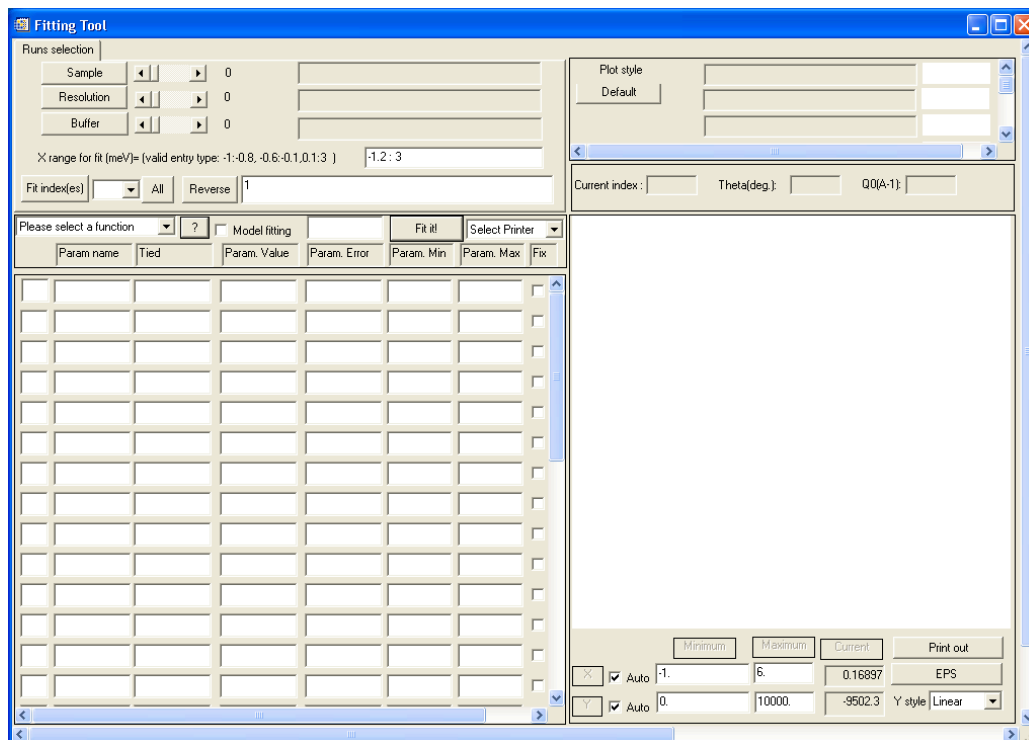 Fitting Tool
Runs selection
Sample 0
Resolution 0
Buffer 0
X range for fit (meV)= (valid entry type: -1:-0.8, -0.6:-0.1,0.1:3 ) -1.2 : 3
Fit index(es) All Reverse 1
Plot style
Default
Current index : Theta(deg.): Q0(A-1):
Please select a function ? Model fitting Fit it! Select Printer
Param name Tied Param. Value Param. Error Param. Min Param. Max Fix
Minimum Maximum Current Print out
X Auto -1. 6. 0.16897 EPS
Y Auto 0. 10000. -9502.3 Y style Linear